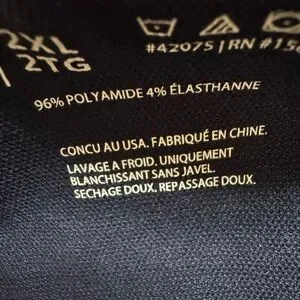 2XL
2TG
#42075 | RN #15
96% POLYAMIDE 4% ÉLASTHANNE
CONCU AU USA. FABRIQUÉ EN CHINE.
LAVAGE A FROID. UNIQUEMENT
BLANCHISSANT SANS JAVEL.
SECHAGE DOUX. REPASSAGE DOUX.